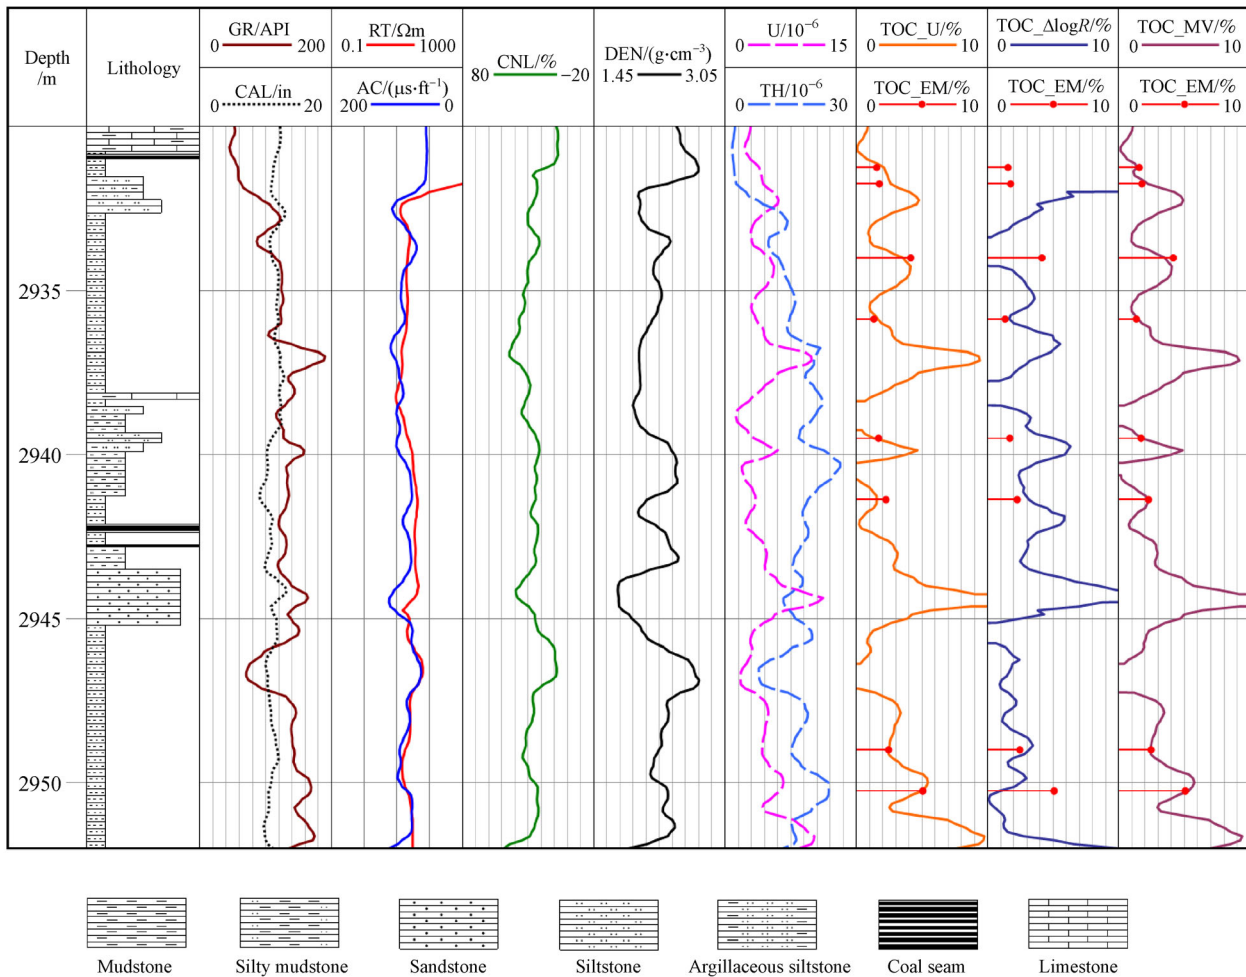 Depth
/m
Lithology
GR/API
0 200
CAL/in
0 20
RT/Ωm
0.1 1000
AC/(μs·ft⁻¹)
200 0
CNL/%
80 −20
DEN/(g·cm⁻³)
1.45 3.05
U/10⁻⁶
0 15
TH/10⁻⁶
0 30
TOC_U/%
0 10
TOC_EM/%
0 10
TOC_ΔlogR/%
0 10
TOC_EM/%
0 10
TOC_MV/%
0 10
TOC_EM/%
0 10
2935
2940
2945
2950
Mudstone Silty mudstone Sandstone Siltstone Argillaceous siltstone Coal seam Limestone